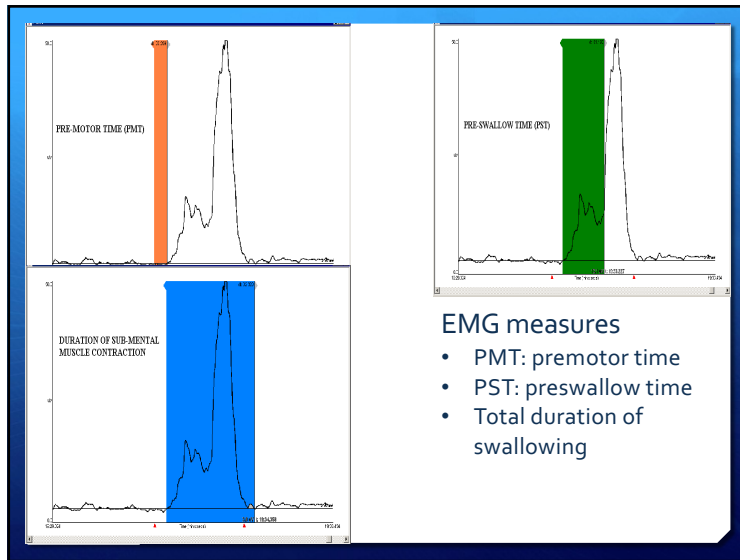 PRE-MOTOR TIME (PMT)
PRE-SWALLOW TIME (PST)
DURATION OF SUB-MENTAL
MUSCLE CONTRACTION
EMG measures
• PMT: premotor time
• PST: preswallow time
• Total duration of
swallowing